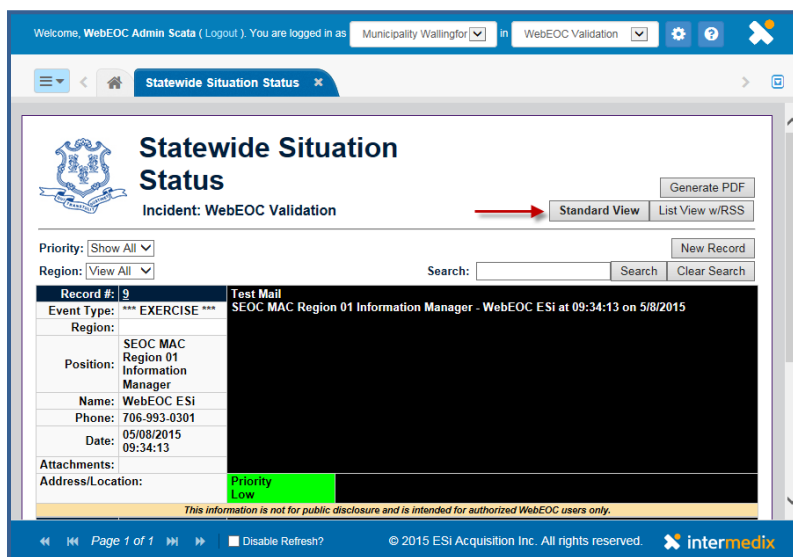 Welcome, WebEOC Admin Scata ( Logout ). You are logged in as Municipality Wallingfor in WebEOC Validation
Statewide Situation Status ×
Statewide Situation
Status
Incident: WebEOC Validation
Generate PDF
Standard View List View w/RSS
Priority: Show All New Record
Region: View All Search: Search Clear Search
Record #: 9 Test Mail
Event Type: *** EXERCISE *** SEOC MAC Region 01 Information Manager - WebEOC ESi at 09:34:13 on 5/8/2015
Region:
Position: SEOC MAC
Region 01
Information
Manager
Name: WebEOC ESi
Phone: 706-993-0301
Date: 05/08/2015
09:34:13
Attachments:
Address/Location: Priority
Low
This information is not for public disclosure and is intended for authorized WebEOC users only.
Page 1 of 1 Disable Refresh? © 2015 ESi Acquisition Inc. All rights reserved. intermedix